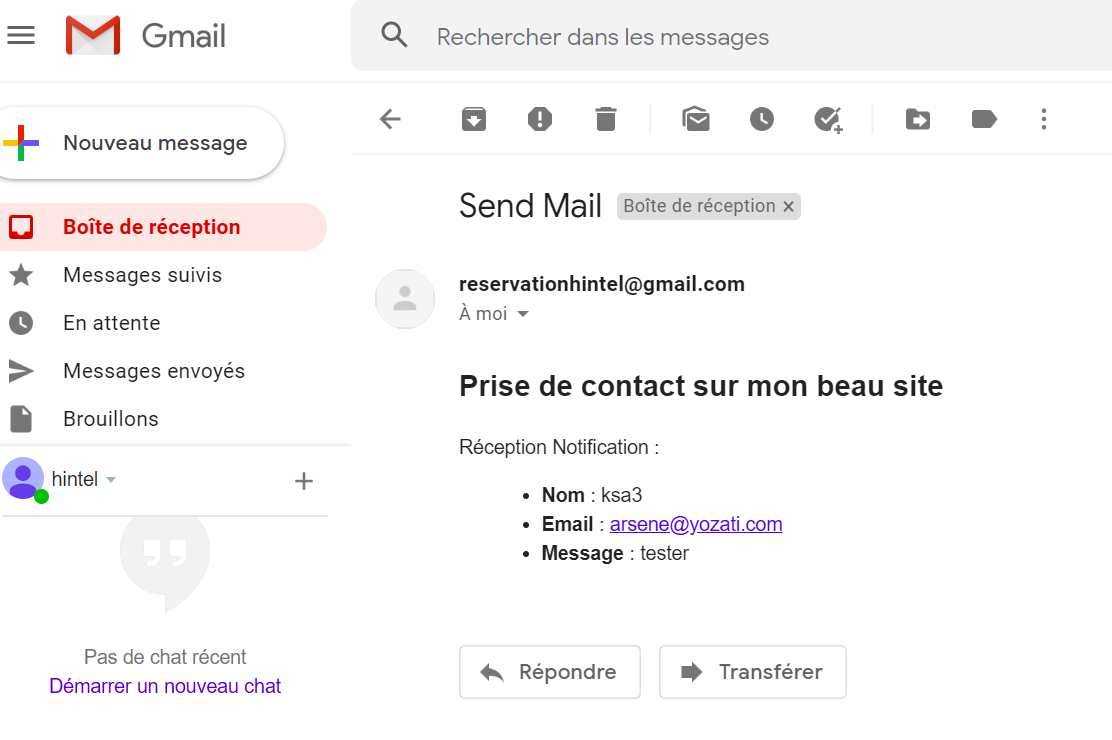 Gmail
Rechercher dans les messages
Nouveau message
Boîte de réception
Messages suivis
En attente
Messages envoyés
Brouillons
hintel
Pas de chat récent
Démarrer un nouveau chat
Send Mail Boîte de réception ×
reservationhintel@gmail.com
À moi
Prise de contact sur mon beau site
Réception Notification :
• Nom : ksa3
• Email : arsene@yozati.com
• Message : tester
Répondre Transférer